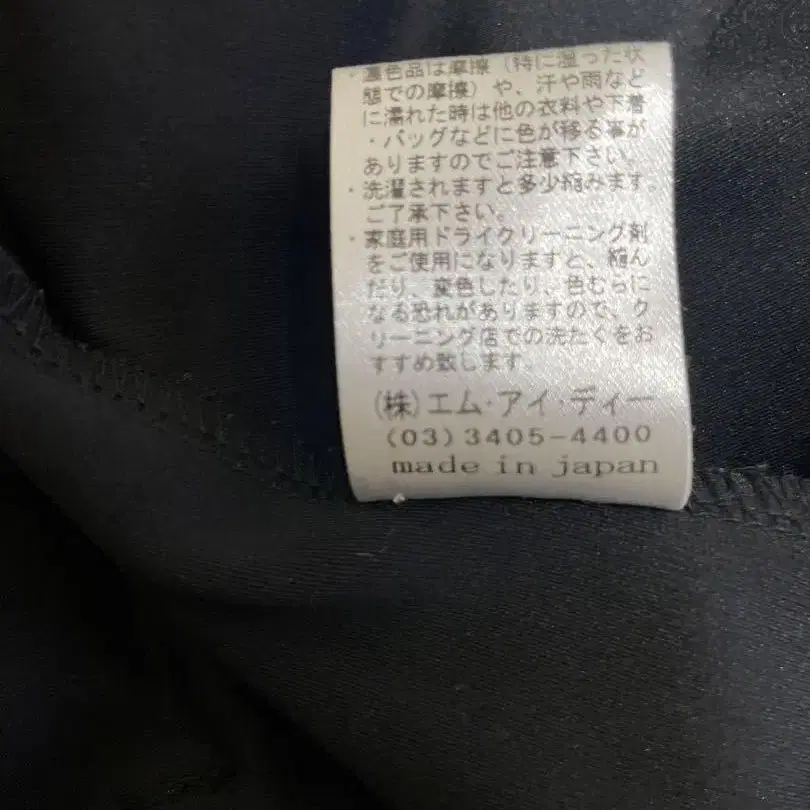 ・濃色品は摩擦（特に湿った状
態での摩擦）や、汗や雨など
に濡れた時は他の衣料や下着
・バッグなどに色が移る事が
ありますのでご注意下さい。
・洗濯されますと多少縮みます。
ご了承下さい。
・家庭用ドライクリーニング剤
をご使用になりますと、縮ん
だり、変色したり、色むらに
なる恐れがありますので、ク
リーニング店での洗たくをお
すすめ致します。
（株）エム・アイ・ディー
(03)3405-4400
made in japan